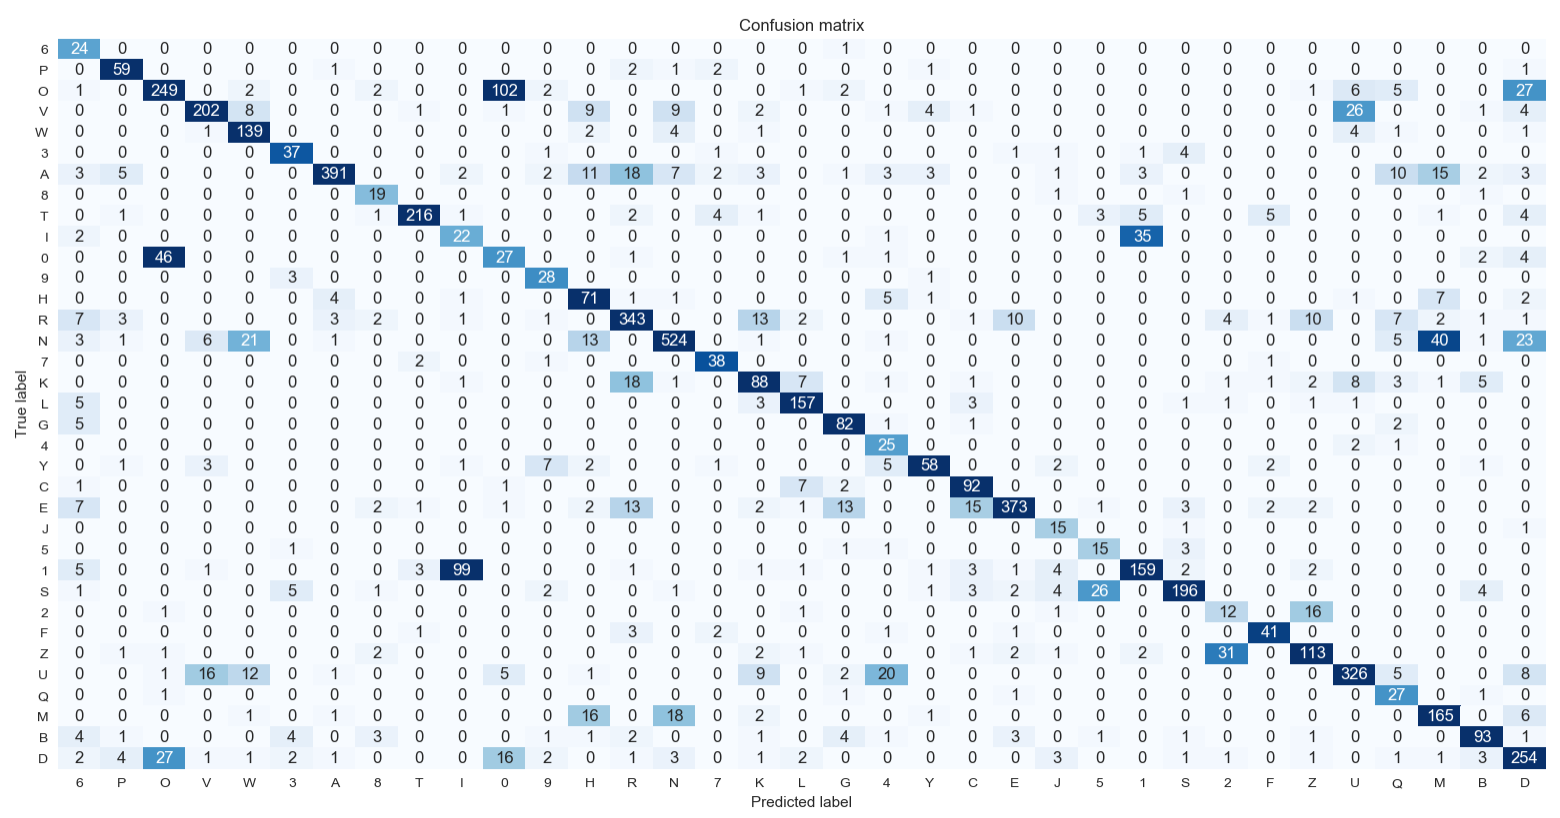 Confusion matrix
6 24 0 0 0 0 0 0 0 0 0 0 0 0 0 0 0 0 0 1 0 0 0 0 0 0 0 0 0 0 0 0 0 0 0 0
P 0 59 0 0 0 0 1 0 0 0 0 0 0 2 1 2 0 0 0 0 1 0 0 0 0 0 0 0 0 0 0 0 0 0 1
O 1 0 249 0 2 0 0 2 0 0 102 2 0 0 0 0 0 1 2 0 0 0 0 0 0 0 0 0 0 1 6 5 0 0 27
V 0 0 0 202 8 0 0 0 1 0 1 0 9 0 9 0 2 0 0 1 4 1 0 0 0 0 0 0 0 0 26 0 0 1 4
W 0 0 0 1 139 0 0 0 0 0 0 0 2 0 4 0 1 0 0 0 0 0 0 0 0 0 0 0 0 0 4 1 0 0 1
3 0 0 0 0 0 37 0 0 0 0 0 1 0 0 0 1 0 0 0 0 0 0 1 1 0 1 4 0 0 0 0 0 0 0 0
A 3 5 0 0 0 0 391 0 0 2 0 2 11 18 7 2 3 0 1 3 3 0 0 1 0 3 0 0 0 0 0 10 15 2 3
8 0 0 0 0 0 0 0 19 0 0 0 0 0 0 0 0 0 0 0 0 0 0 0 1 0 0 1 0 0 0 0 0 0 1 0
T 0 1 0 0 0 0 0 1 216 1 0 0 0 2 0 4 1 0 0 0 0 0 0 0 3 5 0 0 5 0 0 0 1 0 4
I 2 0 0 0 0 0 0 0 0 22 0 0 0 0 0 0 0 0 0 1 0 0 0 0 0 35 0 0 0 0 0 0 0 0 0
0 0 0 46 0 0 0 0 0 0 0 27 0 0 1 0 0 0 0 1 1 0 0 0 0 0 0 0 0 0 0 0 0 0 2 4
9 0 0 0 0 0 3 0 0 0 0 0 28 0 0 0 0 0 0 0 0 1 0 0 0 0 0 0 0 0 0 0 0 0 0 0
H 0 0 0 0 0 0 4 0 0 1 0 0 71 1 1 0 0 0 0 5 1 0 0 0 0 0 0 0 0 0 1 0 7 0 2
R 7 3 0 0 0 0 3 2 0 1 0 1 0 343 0 0 13 2 0 0 0 1 10 0 0 0 0 4 1 10 0 7 2 1 1
N 3 1 0 6 21 0 1 0 0 0 0 0 13 0 524 0 1 0 0 1 0 0 0 0 0 0 0 0 0 0 0 5 40 1 23
7 0 0 0 0 0 0 0 0 2 0 0 1 0 0 0 38 0 0 0 0 0 0 0 0 0 0 0 0 1 0 0 0 0 0 0
K 0 0 0 0 0 0 0 0 0 1 0 0 0 18 1 0 88 7 0 1 0 1 0 0 0 0 0 1 1 2 8 3 1 5 0
L 5 0 0 0 0 0 0 0 0 0 0 0 0 0 0 0 3 157 0 0 0 3 0 0 0 0 1 1 0 1 1 0 0 0 0
G 5 0 0 0 0 0 0 0 0 0 0 0 0 0 0 0 0 0 82 1 0 1 0 0 0 0 0 0 0 0 0 2 0 0 0
4 0 0 0 0 0 0 0 0 0 0 0 0 0 0 0 0 0 0 0 25 0 0 0 0 0 0 0 0 0 0 2 1 0 0 0
Y 0 1 0 3 0 0 0 0 0 1 0 7 2 0 0 1 0 0 0 5 58 0 0 2 0 0 0 0 2 0 0 0 0 1 0
C 1 0 0 0 0 0 0 0 0 0 1 0 0 0 0 0 0 7 2 0 0 92 0 0 0 0 0 0 0 0 0 0 0 0 0
E 7 0 0 0 0 0 0 2 1 0 1 0 2 13 0 0 2 1 13 0 0 15 373 0 1 0 3 0 2 2 0 0 0 0 0
J 0 0 0 0 0 0 0 0 0 0 0 0 0 0 0 0 0 0 0 0 0 0 0 15 0 0 1 0 0 0 0 0 0 0 1
5 0 0 0 0 0 1 0 0 0 0 0 0 0 0 0 0 0 0 1 1 0 0 0 0 15 0 3 0 0 0 0 0 0 0 0
1 5 0 0 1 0 0 0 0 3 99 0 0 0 1 0 0 1 1 0 0 1 3 1 4 0 159 2 0 0 2 0 0 0 0 0
S 1 0 0 0 0 5 0 1 0 0 0 2 0 0 1 0 0 0 0 0 1 3 2 4 26 0 196 0 0 0 0 0 0 4 0
2 0 0 1 0 0 0 0 0 0 0 0 0 0 0 0 0 0 1 0 0 0 0 0 1 0 0 0 12 0 16 0 0 0 0 0
F 0 0 0 0 0 0 0 0 1 0 0 0 0 3 0 2 0 0 0 1 0 0 1 0 0 0 0 0 41 0 0 0 0 0 0
Z 0 1 1 0 0 0 0 2 0 0 0 0 0 0 0 0 2 1 0 0 0 1 2 1 0 2 0 31 0 113 0 0 0 0 0
U 0 0 1 16 12 0 1 0 0 0 5 0 1 0 0 0 9 0 2 20 0 0 0 0 0 0 0 0 0 0 326 5 0 0 8
Q 0 0 1 0 0 0 0 0 0 0 0 0 0 0 0 0 0 0 1 0 0 0 1 0 0 0 0 0 0 0 0 27 0 1 0
M 0 0 0 0 1 0 1 0 0 0 0 0 16 0 18 0 2 0 0 0 1 0 0 0 0 0 0 0 0 0 0 0 165 0 6
B 4 1 0 0 0 4 0 3 0 0 0 1 1 2 0 0 1 0 4 1 0 0 3 0 1 0 1 0 0 1 0 0 0 93 1
D 2 4 27 1 1 2 1 0 0 0 16 2 0 1 3 0 1 2 0 0 0 0 0 3 0 0 1 1 0 1 0 1 1 3 254
6 P O V W 3 A 8 T I 0 9 H R N 7 K L G 4 Y C E J 5 1 S 2 F Z U Q M B D
Predicted label
True label